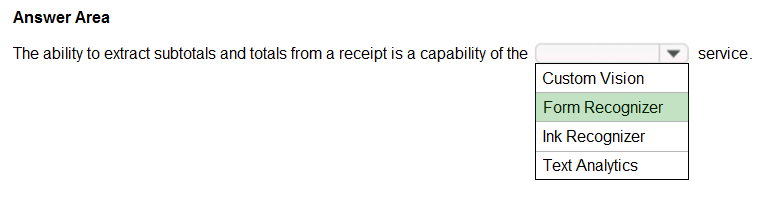 Answer Area
The ability to extract subtotals and totals from a receipt is a capability of the service.
Custom Vision
Form Recognizer
Ink Recognizer
Text Analytics